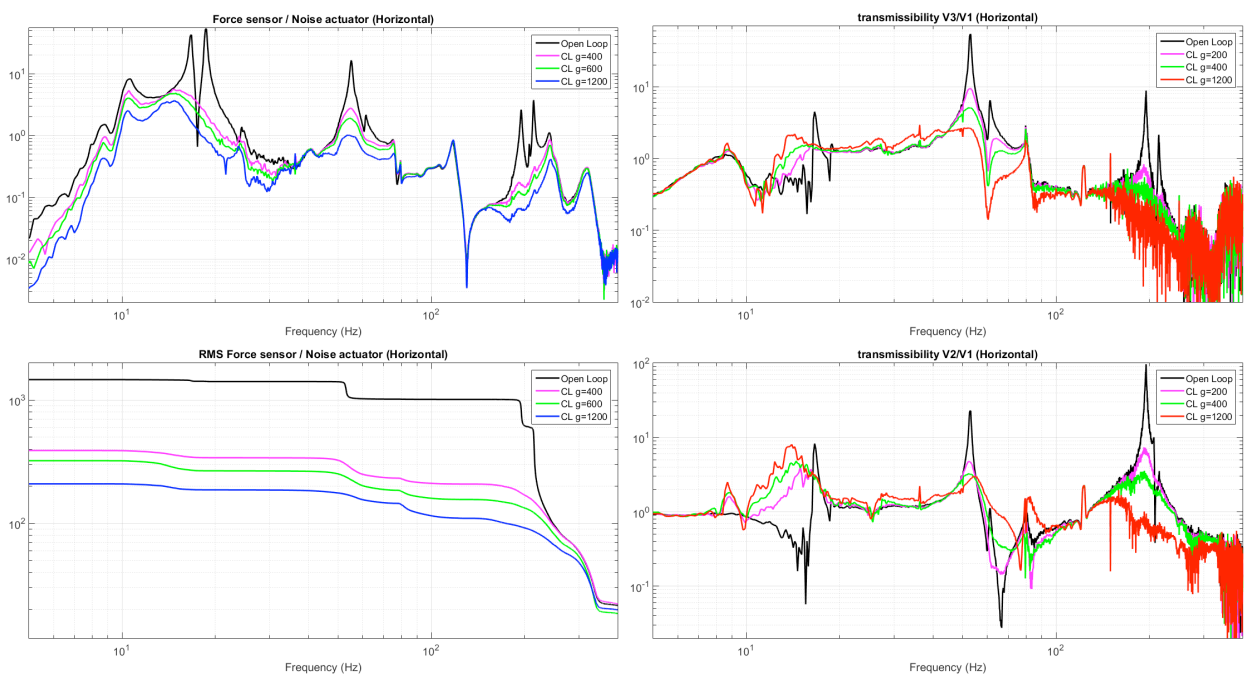 Force sensor / Noise actuator (Horizontal)
Open Loop
CL g=400
CL g=600
CL g=1200
10^1
10^0
10^-1
10^-2
10^1
10^2
Frequency (Hz)
transmissibility V3/V1 (Horizontal)
Open Loop
CL g=200
CL g=400
CL g=1200
10^1
10^0
10^-1
10^-2
10^1
10^2
Frequency (Hz)
RMS Force sensor / Noise actuator (Horizontal)
Open Loop
CL g=400
CL g=600
CL g=1200
10^3
10^2
10^1
10^2
Frequency (Hz)
transmissibility V2/V1 (Horizontal)
Open Loop
CL g=200
CL g=400
CL g=1200
10^2
10^1
10^0
10^-1
10^1
10^2
Frequency (Hz)